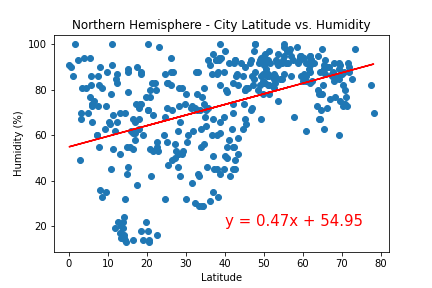 Northern Hemisphere - City Latitude vs. Humidity
100
80
60
40
20
Humidity (%)
y = 0.47x + 54.95
0 10 20 30 40 50 60 70 80
Latitude